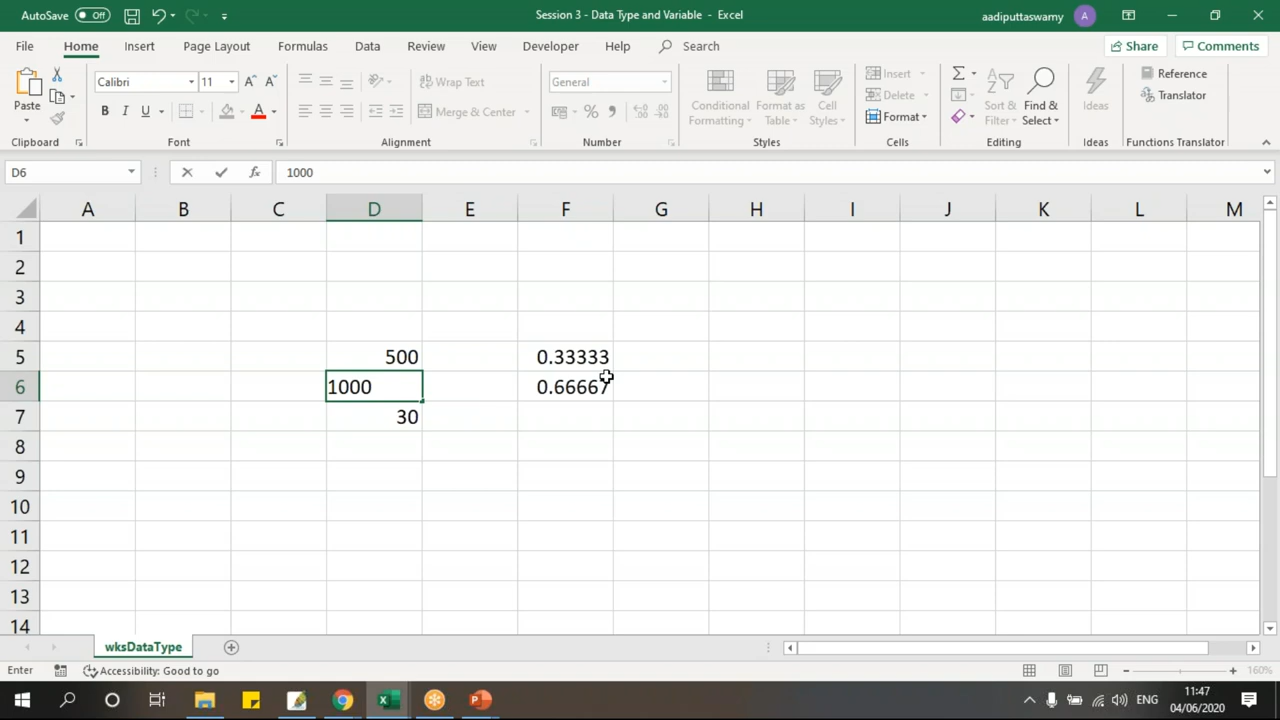 AutoSave Off Session 3 - Data Type and Variable - Excel aadiputtaswamy A
File Home Insert Page Layout Formulas Data Review View Developer Help Search Share Comments
Paste Calibri 11 A A Wrap Text General Conditional Formatting Format as Table Cell Styles Insert Sort & Filter Find & Select Ideas Reference
B I U A Merge & Center % Delete Translator
Format
Clipboard Font Alignment Number Styles Cells Editing Ideas Functions Translator
D6 fx 1000
A B C D E F G H I J K L M
1
2
3
4
5 500 0.33333
6 1000 0.66667
7 30
8
9
10
11
12
13
14
wksDataType
Enter Accessibility: Good to go 160%
ENG 11:47
04/06/2020